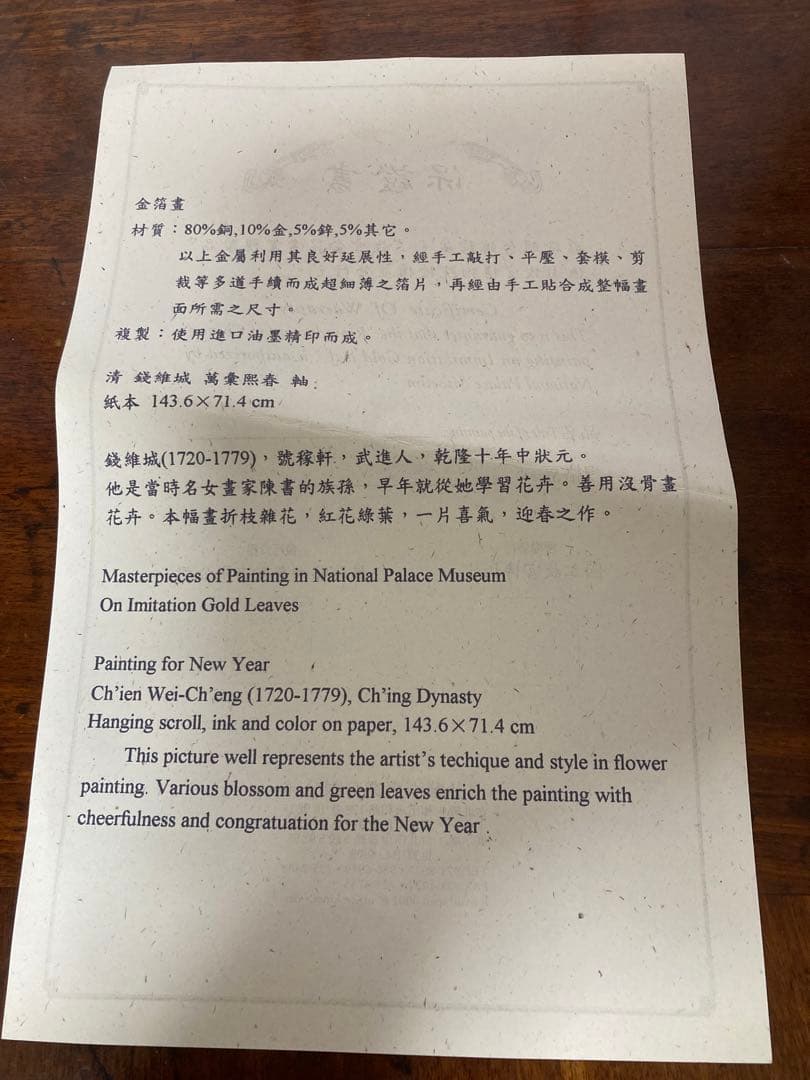 金箔畫
材質：80%銅,10%金,5%鋅,5%其它。
以上金屬利用其良好延展性，經手工敲打、平壓、套模、剪
裁等多道手續而成超細薄之箔片，再經由手工貼合成整幅畫
面所需之尺寸。
複製：使用進口油墨精印而成。
清 錢維城 萬彙熙春 軸
紙本 143.6×71.4 cm
錢維城(1720-1779)，號稼軒，武進人，乾隆十年中狀元。
他是當時名女畫家陳書的族孫，早年就從她學習花卉。善用沒骨畫
花卉。本幅畫折枝雜花，紅花綠葉，一片喜氣，迎春之作。
Masterpieces of Painting in National Palace Museum
On Imitation Gold Leaves
Painting for New Year
Ch'ien Wei-Ch'eng (1720-1779), Ch'ing Dynasty
Hanging scroll, ink and color on paper, 143.6×71.4 cm
This picture well represents the artist's techique and style in flower
painting. Various blossom and green leaves enrich the painting with
cheerfulness and congratuation for the New Year.